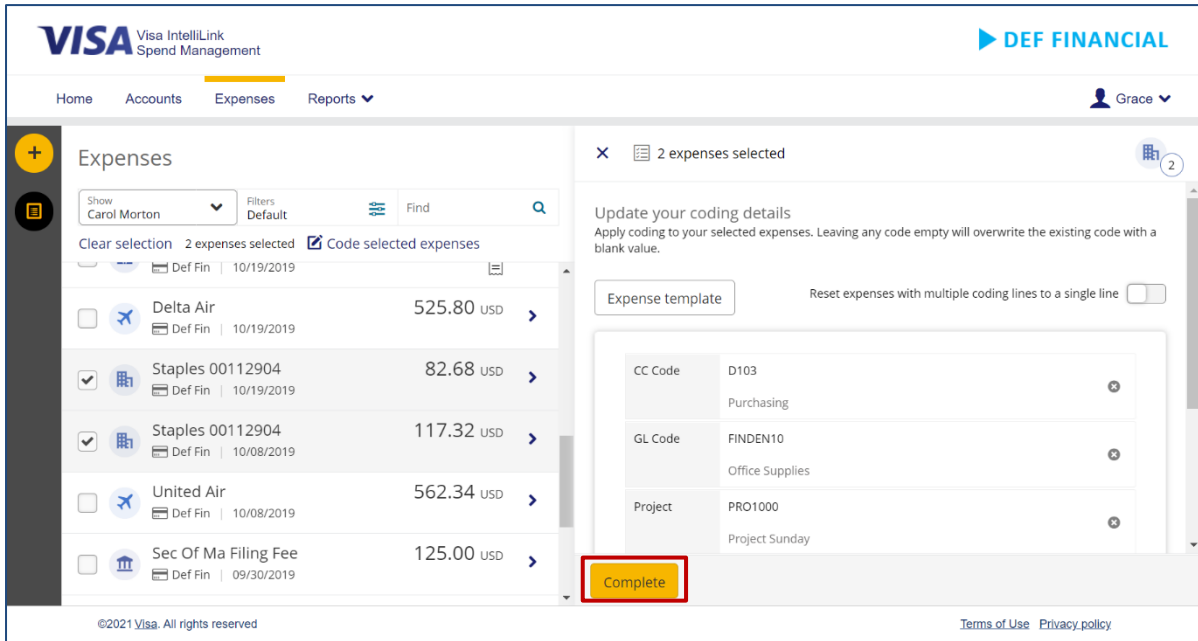 VISA Visa IntelliLink
Spend Management
DEF FINANCIAL
Home Accounts Expenses Reports Grace
Expenses
Show
Carol Morton
Filters
Default
Find
Clear selection 2 expenses selected Code selected expenses
Def Fin | 10/19/2019
Delta Air 525.80 USD
Def Fin | 10/19/2019
Staples 00112904 82.68 USD
Def Fin | 10/19/2019
Staples 00112904 117.32 USD
Def Fin | 10/08/2019
United Air 562.34 USD
Def Fin | 10/08/2019
Sec Of Ma Filing Fee 125.00 USD
Def Fin | 09/30/2019
2 expenses selected
2
Update your coding details
Apply coding to your selected expenses. Leaving any code empty will overwrite the existing code with a
blank value.
Expense template
Reset expenses with multiple coding lines to a single line
CC Code D103
Purchasing
GL Code FINDEN10
Office Supplies
Project PRO1000
Project Sunday
Complete
©2021 Visa. All rights reserved
Terms of Use Privacy policy